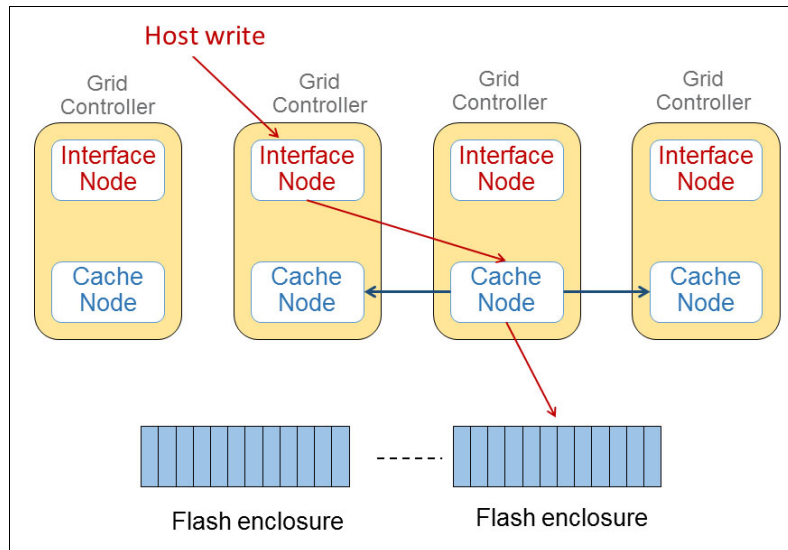 Host write
Grid
Controller
Grid
Controller
Grid
Controller
Grid
Controller
Interface
Node
Interface
Node
Interface
Node
Interface
Node
Cache
Node
Cache
Node
Cache
Node
Cache
Node
Flash enclosure
Flash enclosure